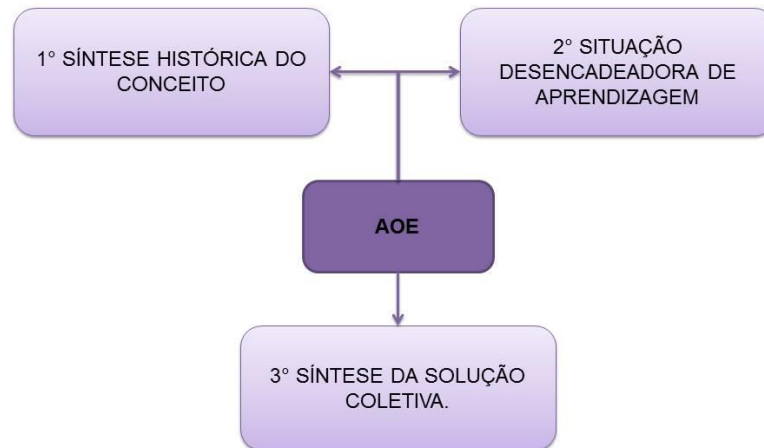 1° SÍNTESE HISTÓRICA DO
CONCEITO
2° SITUAÇÃO
DESENCADEADORA DE
APRENDIZAGEM
AOE
3° SÍNTESE DA SOLUÇÃO
COLETIVA.